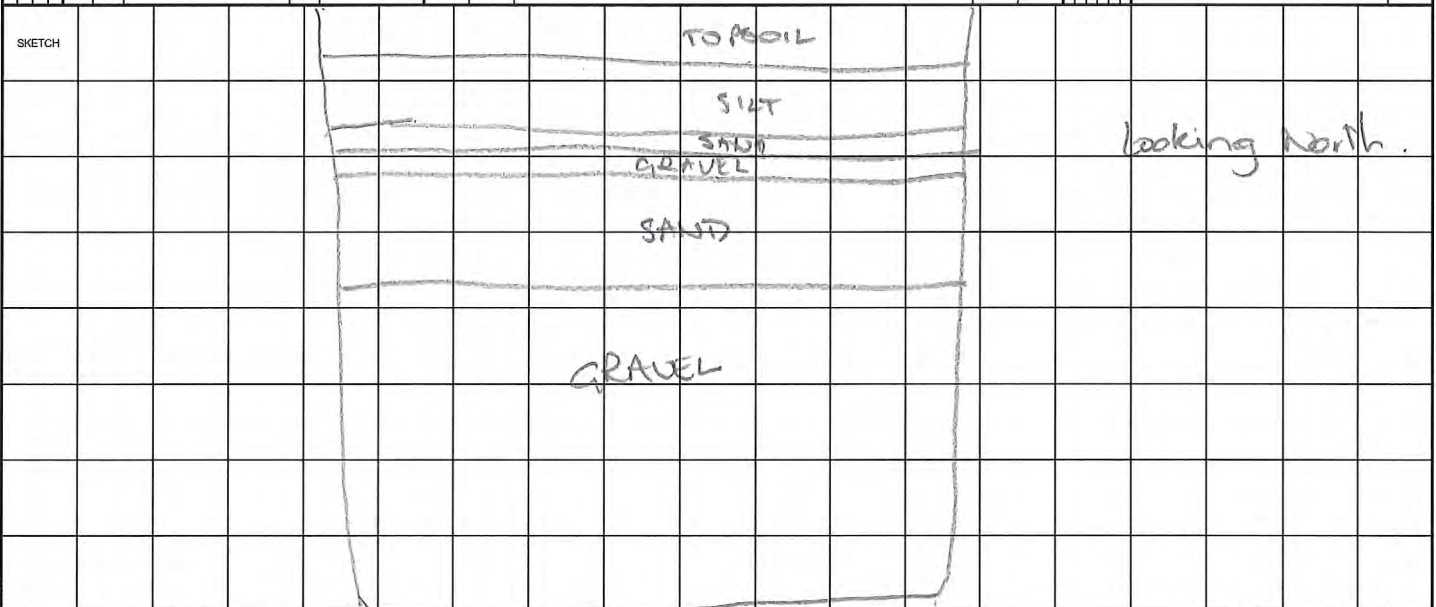 SKETCH
TOPSOIL
SILT
SAND
GRAVEL
looking North.
SAND
GRAVEL